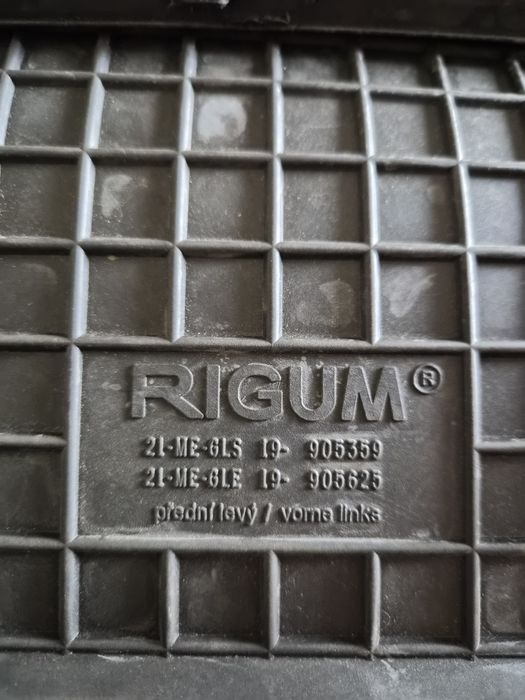 RIGUM®
21-ME-GLS 19- 905359
21-ME-GLE 19- 905625
přední levý / vorne links